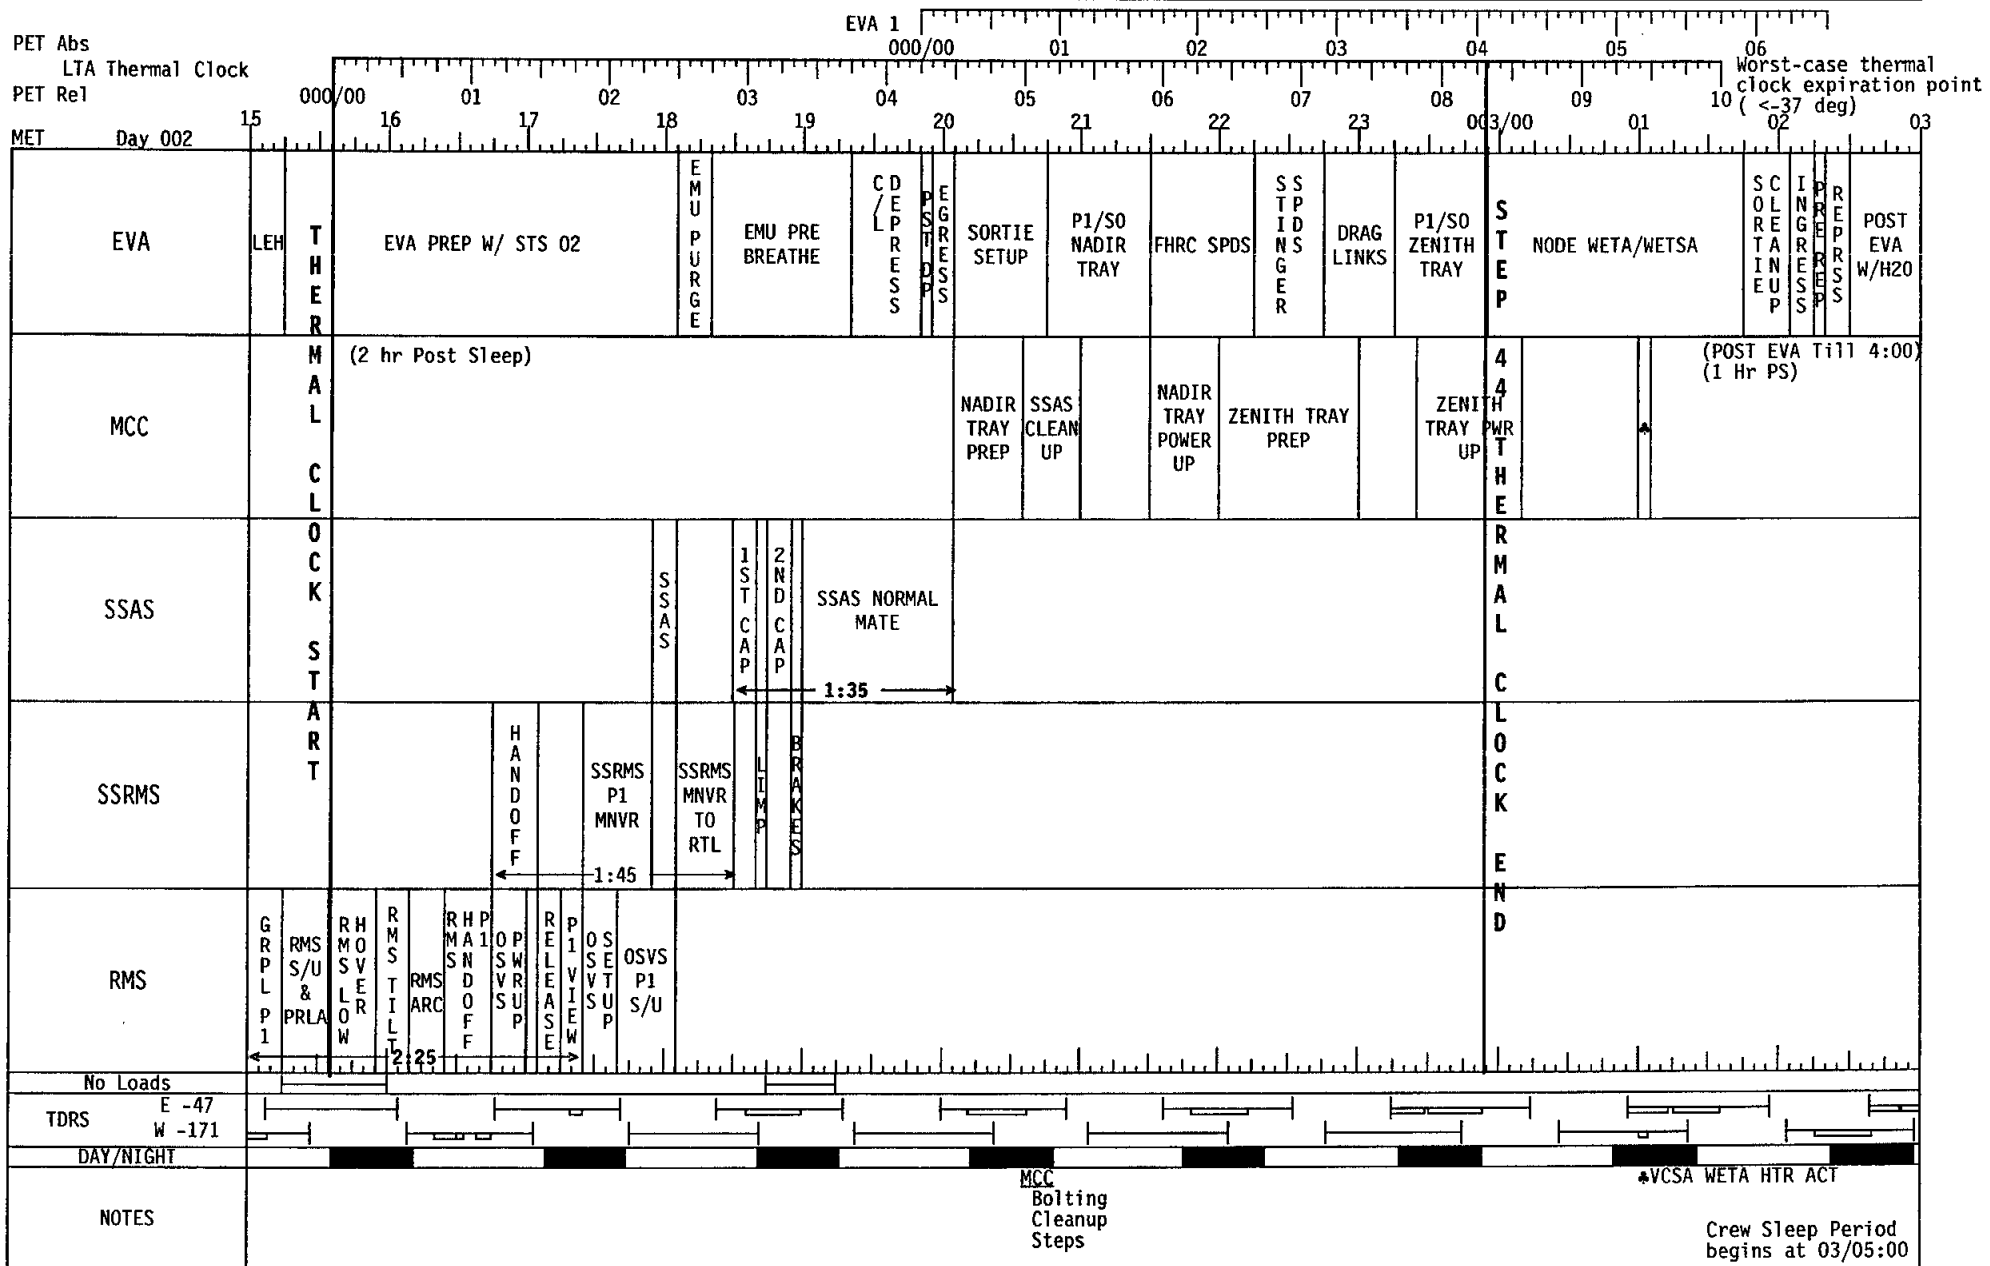 EVA 1
PET Abs 000/00 01 02 03 04 05 06
LTA Thermal Clock
Worst-case thermal
clock expiration point
( <-37 deg)
PET Rel 000/00 01 02 03 04 05 06 07 08 09 10
15 16 17 18 19 20 21 22 23 003/00 01 02 03
MET Day 002
EVA
LEH
THERMAL CLOCK START
EVA PREP W/ STS O2
EMU PURGE
EMU PRE
BREATHE
C/L
DEPRESS
PST DP
EGRESS
SORTIE
SETUP
P1/SO
NADIR
TRAY
FHRC SPDS
STINGER
SPDS
DRAG
LINKS
P1/SO
ZENITH
TRAY
STEP 44 THERMAL CLOCK END
NODE WETA/WETSA
SORTIE
CLEANUP
INGRESS
PRE REP
REPRSS
POST
EVA
W/H2O
MCC
(2 hr Post Sleep)
NADIR
TRAY
PREP
SSAS
CLEAN
UP
NADIR
TRAY
POWER
UP
ZENITH TRAY
PREP
ZENITH
TRAY PWR
UP
♣
(POST EVA Till 4:00)
(1 Hr PS)
SSAS
SSAS
1ST CAP
2ND CAP
SSAS NORMAL
MATE
1:35
SSRMS
HANDOFF
SSRMS
P1
MNVR
SSRMS
MNVR
TO
RTL
LIMP
BRAKES
1:45
RMS
GRPL P1
RMS
S/U
&
PRLA
RMS LOW
HOVER
RMS TILT
RMS
ARC
RMS
HANDOFF
P1
OSVS
PWRUP
RELEASE
P1 VIEW
OSVS
SETUP
OSVS
P1
S/U
2:25
No Loads
TDRS
E -47
W -171
DAY/NIGHT
NOTES
MCC
Bolting
Cleanup
Steps
♣VCSA WETA HTR ACT
Crew Sleep Period
begins at 03/05:00